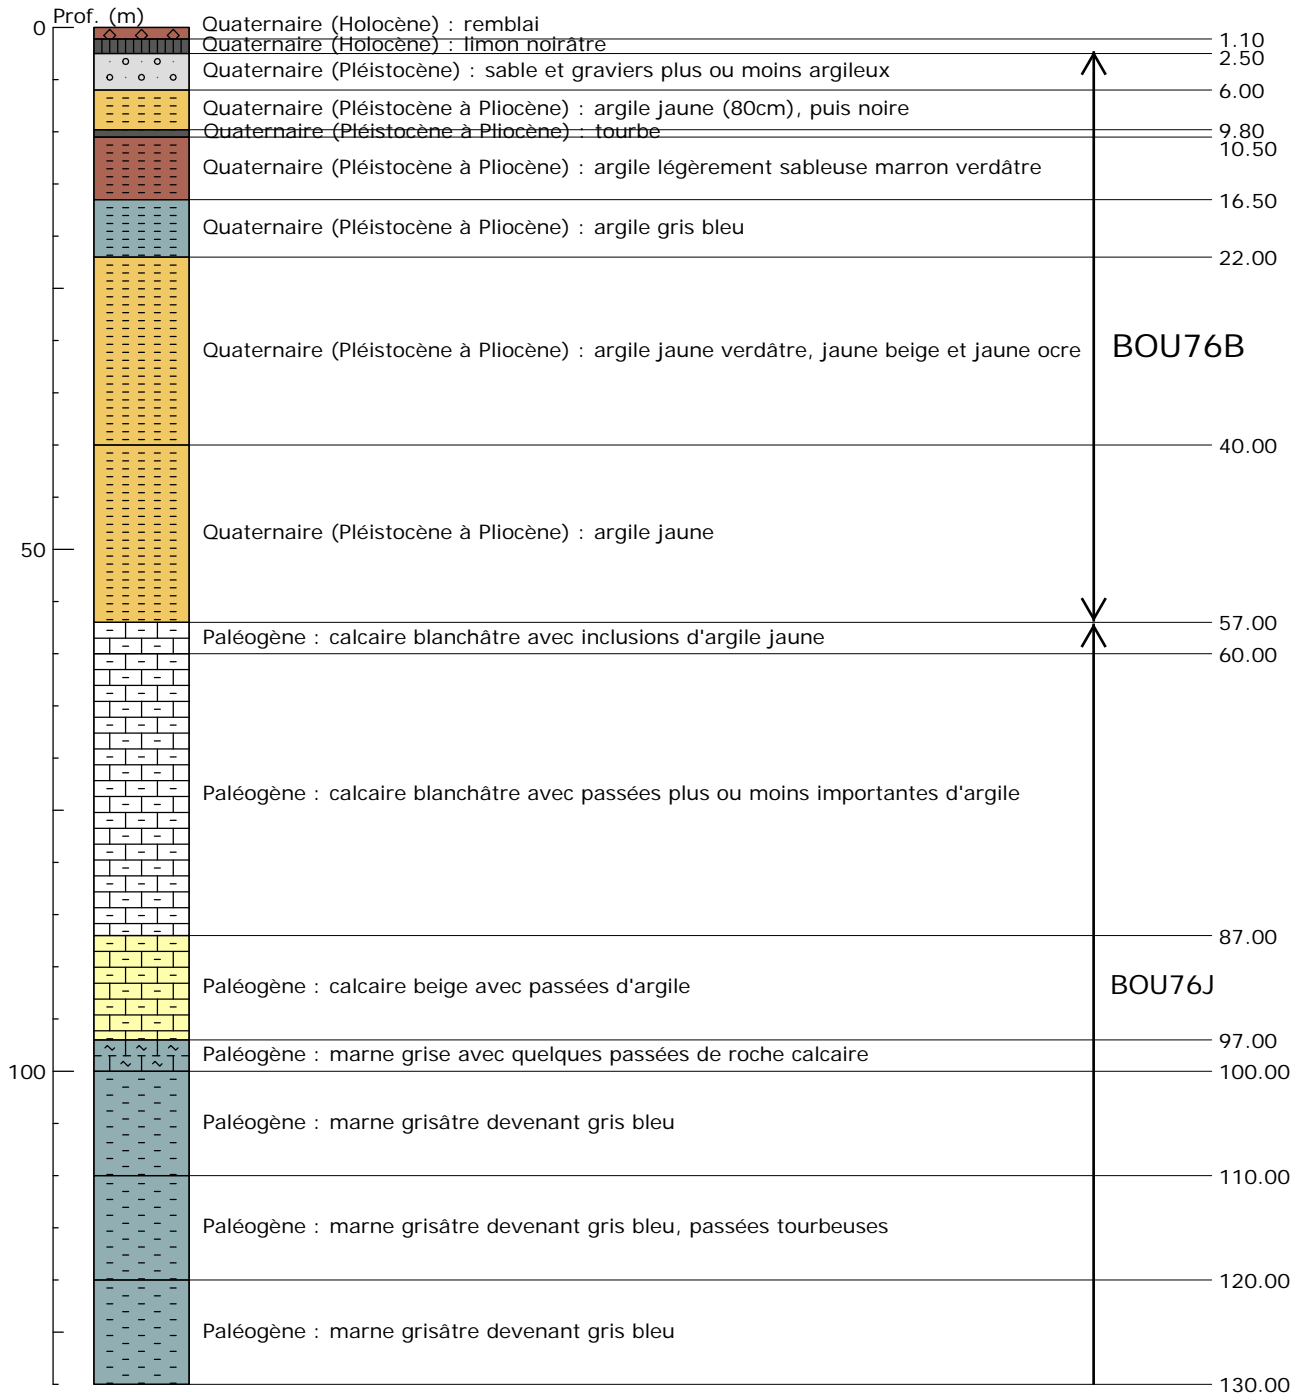 Prof. (m)
0
Quaternaire (Holocène) : remblai
1.10
Quaternaire (Holocène) : limon noirâtre
2.50
Quaternaire (Pléistocène) : sable et graviers plus ou moins argileux
6.00
Quaternaire (Pléistocène à Pliocène) : argile jaune (80cm), puis noire
9.80
Quaternaire (Pléistocène à Pliocène) : tourbe
10.50
Quaternaire (Pléistocène à Pliocène) : argile légèrement sableuse marron verdâtre
16.50
Quaternaire (Pléistocène à Pliocène) : argile gris bleu
22.00
Quaternaire (Pléistocène à Pliocène) : argile jaune verdâtre, jaune beige et jaune ocre
BOU76B
40.00
Quaternaire (Pléistocène à Pliocène) : argile jaune
50
57.00
Paléogène : calcaire blanchâtre avec inclusions d'argile jaune
60.00
Paléogène : calcaire blanchâtre avec passées plus ou moins importantes d'argile
87.00
Paléogène : calcaire beige avec passées d'argile
BOU76J
97.00
Paléogène : marne grise avec quelques passées de roche calcaire
100
100.00
Paléogène : marne grisâtre devenant gris bleu
110.00
Paléogène : marne grisâtre devenant gris bleu, passées tourbeuses
120.00
Paléogène : marne grisâtre devenant gris bleu
130.00